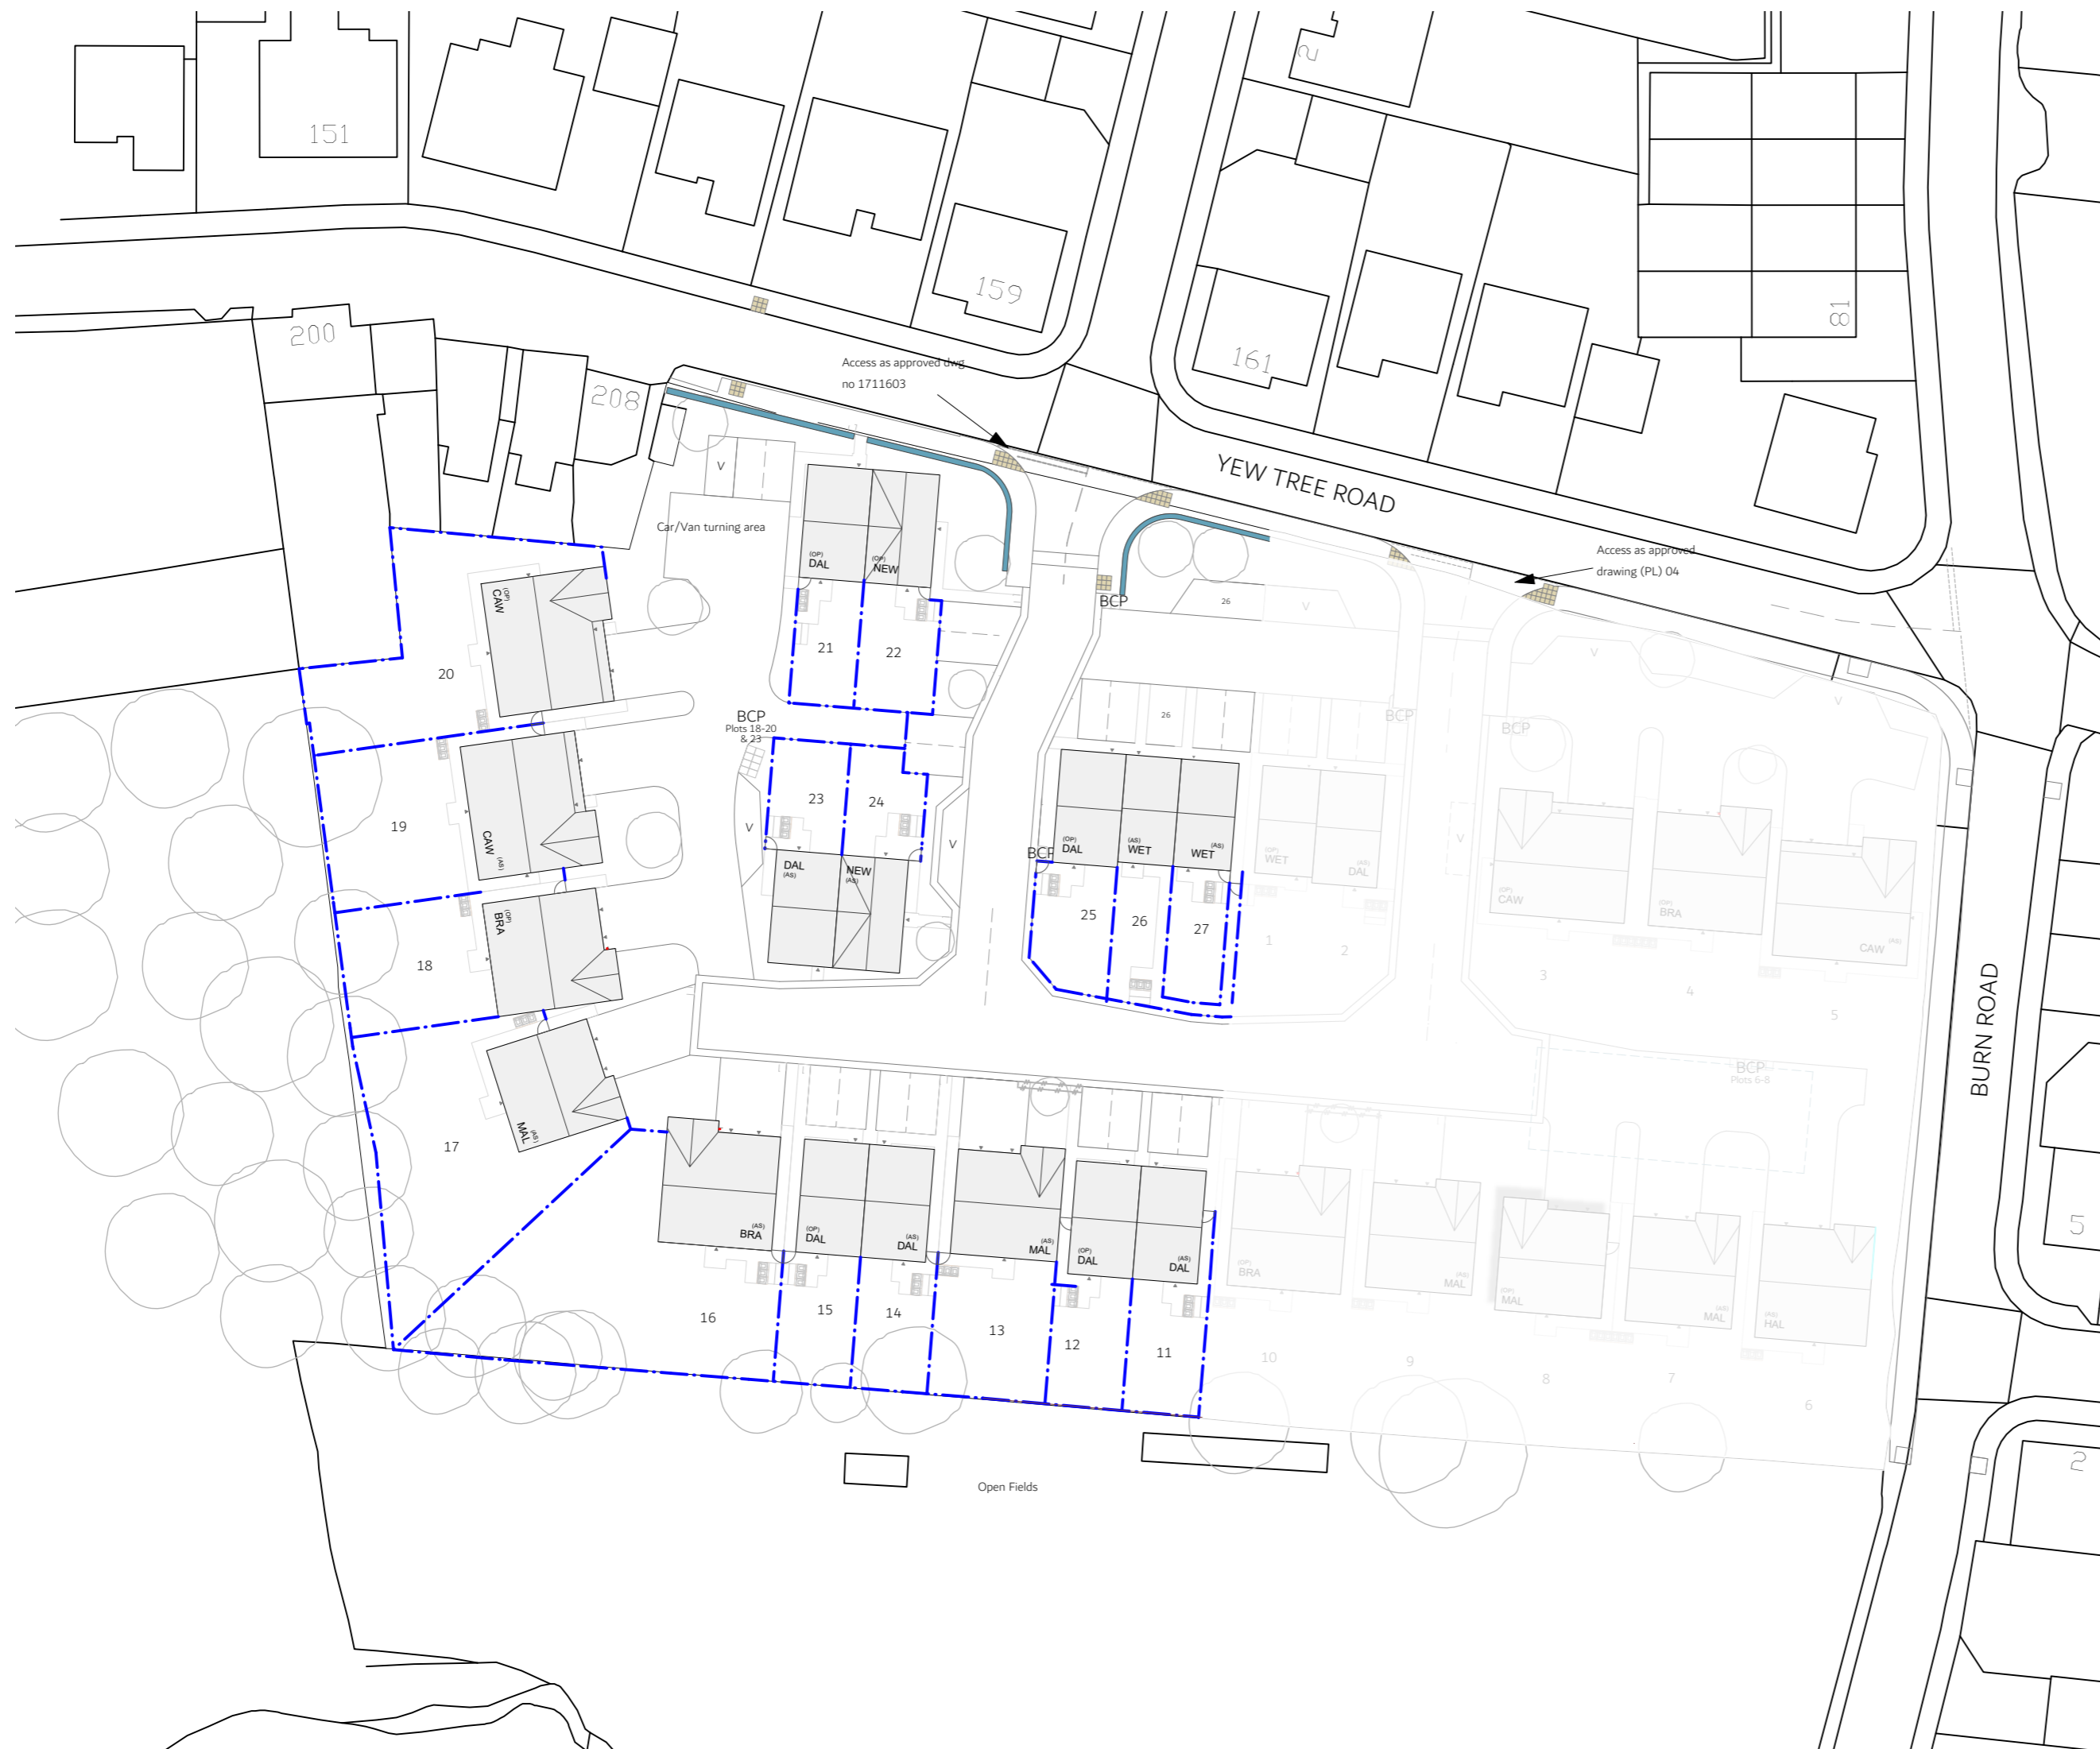 151
2
159
161
81
200
208
Access as approved dwg
no 1711603
YEW TREE ROAD
Access as approved
drawing (PL) 04
V
Car/Van turning area
(OP)
DAL
(OP)
NEW
BCP
26
V
V
V
21
22
20
CAW
(OP)
BCP
Plots 18-20
& 23
26
BCP
BCP
23
24
19
CAW
(AS)
V
V
V
DAL
(AS)
NEW
(AS)
BCP
(OP)
DAL
(AS)
WET
(AS)
WET
(OP)
WET
(AS)
DAL
(OP)
CAW
(OP)
BRA
(AS)
CAW
25
26
27
1
2
3
4
5
18
BRA
(OP)
BURN ROAD
BCP
Plots 6-8
17
MAL
(AS)
(AS)
BRA
(OP)
DAL
(AS)
DAL
(AS)
MAL
(OP)
DAL
(AS)
DAL
(OP)
BRA
(AS)
MAL
(OP)
MAL
(AS)
MAL
(AS)
HAL
5
16
15
14
13
12
11
10
9
8
7
6
Open Fields
2